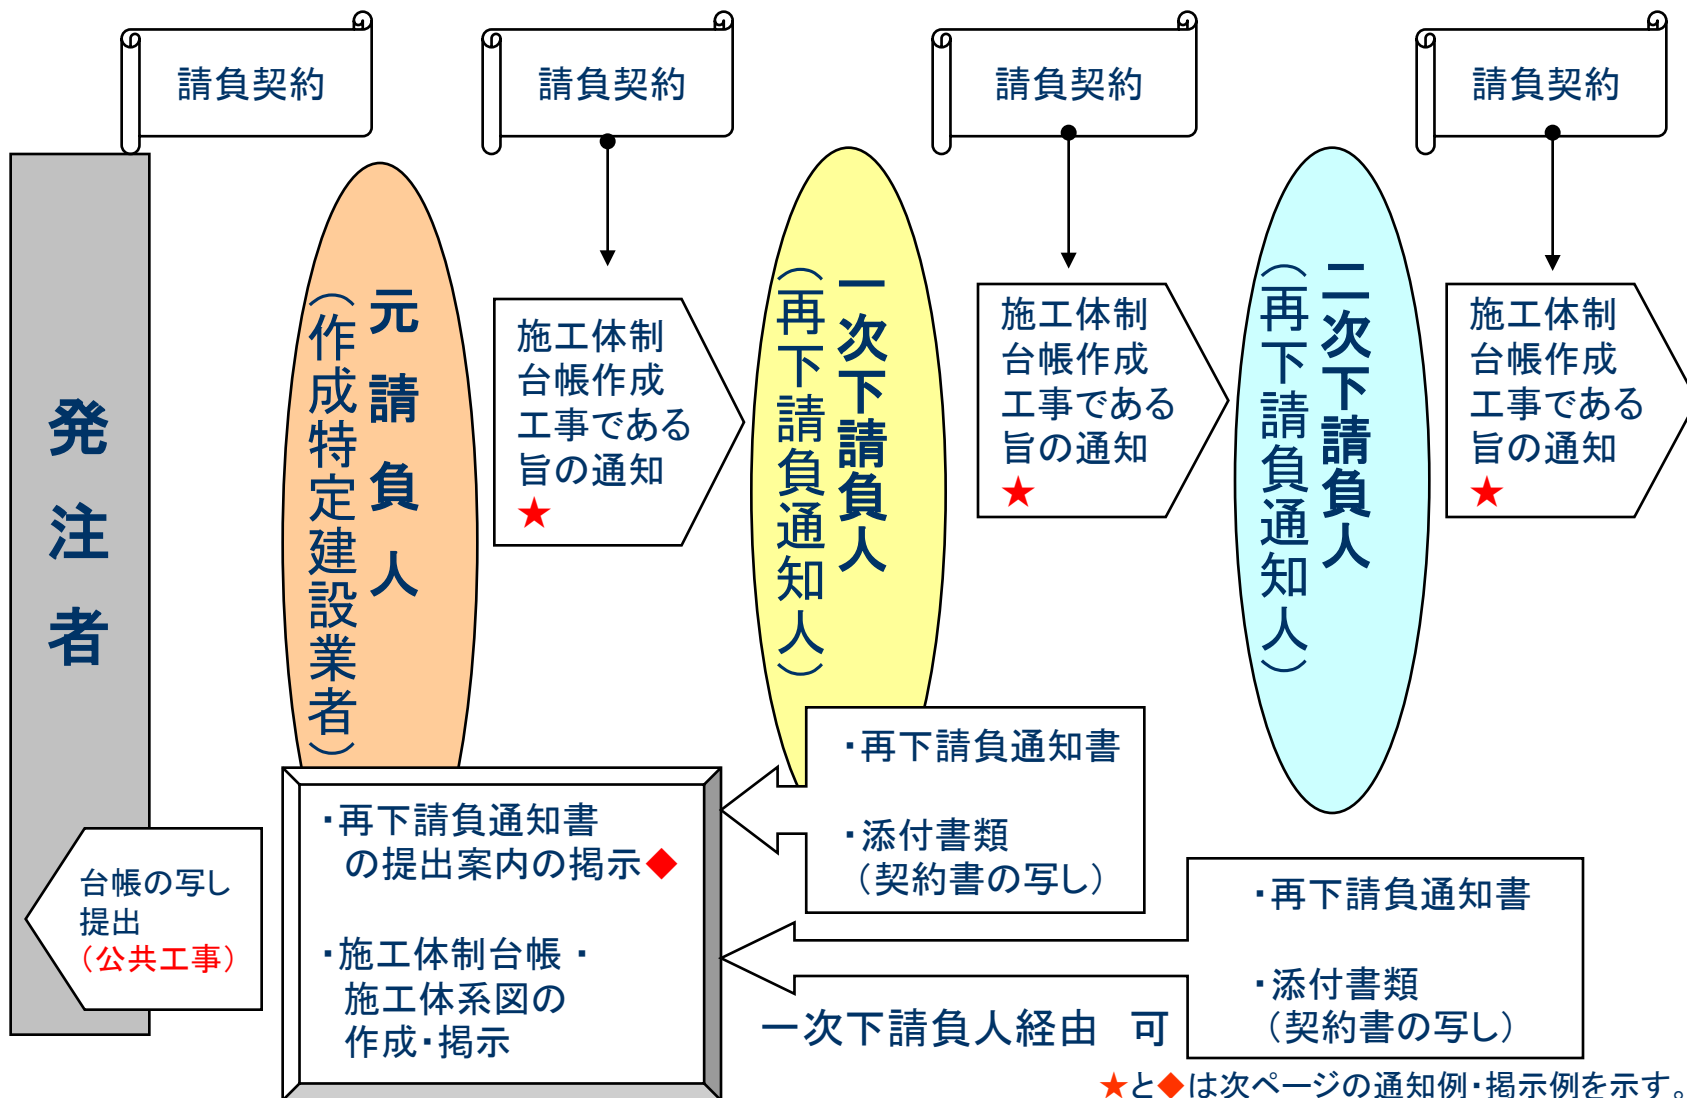 請負契約
請負契約
請負契約
請負契約
発注者
元請負人
（作成特定建設業者）
施工体制
台帳作成
工事である
旨の通知
★
一次下請負人
（再下請負通知人）
施工体制
台帳作成
工事である
旨の通知
★
二次下請負人
（再下請負通知人）
施工体制
台帳作成
工事である
旨の通知
★
・再下請負通知書
・添付書類
（契約書の写し）
・再下請負通知書
の提出案内の掲示◆
・施工体制台帳・
施工体系図の
作成・掲示
台帳の写し
提出
（公共工事）
・再下請負通知書
・添付書類
（契約書の写し）
一次下請負人経由　可
★と◆は次ページの通知例・掲示例を示す。